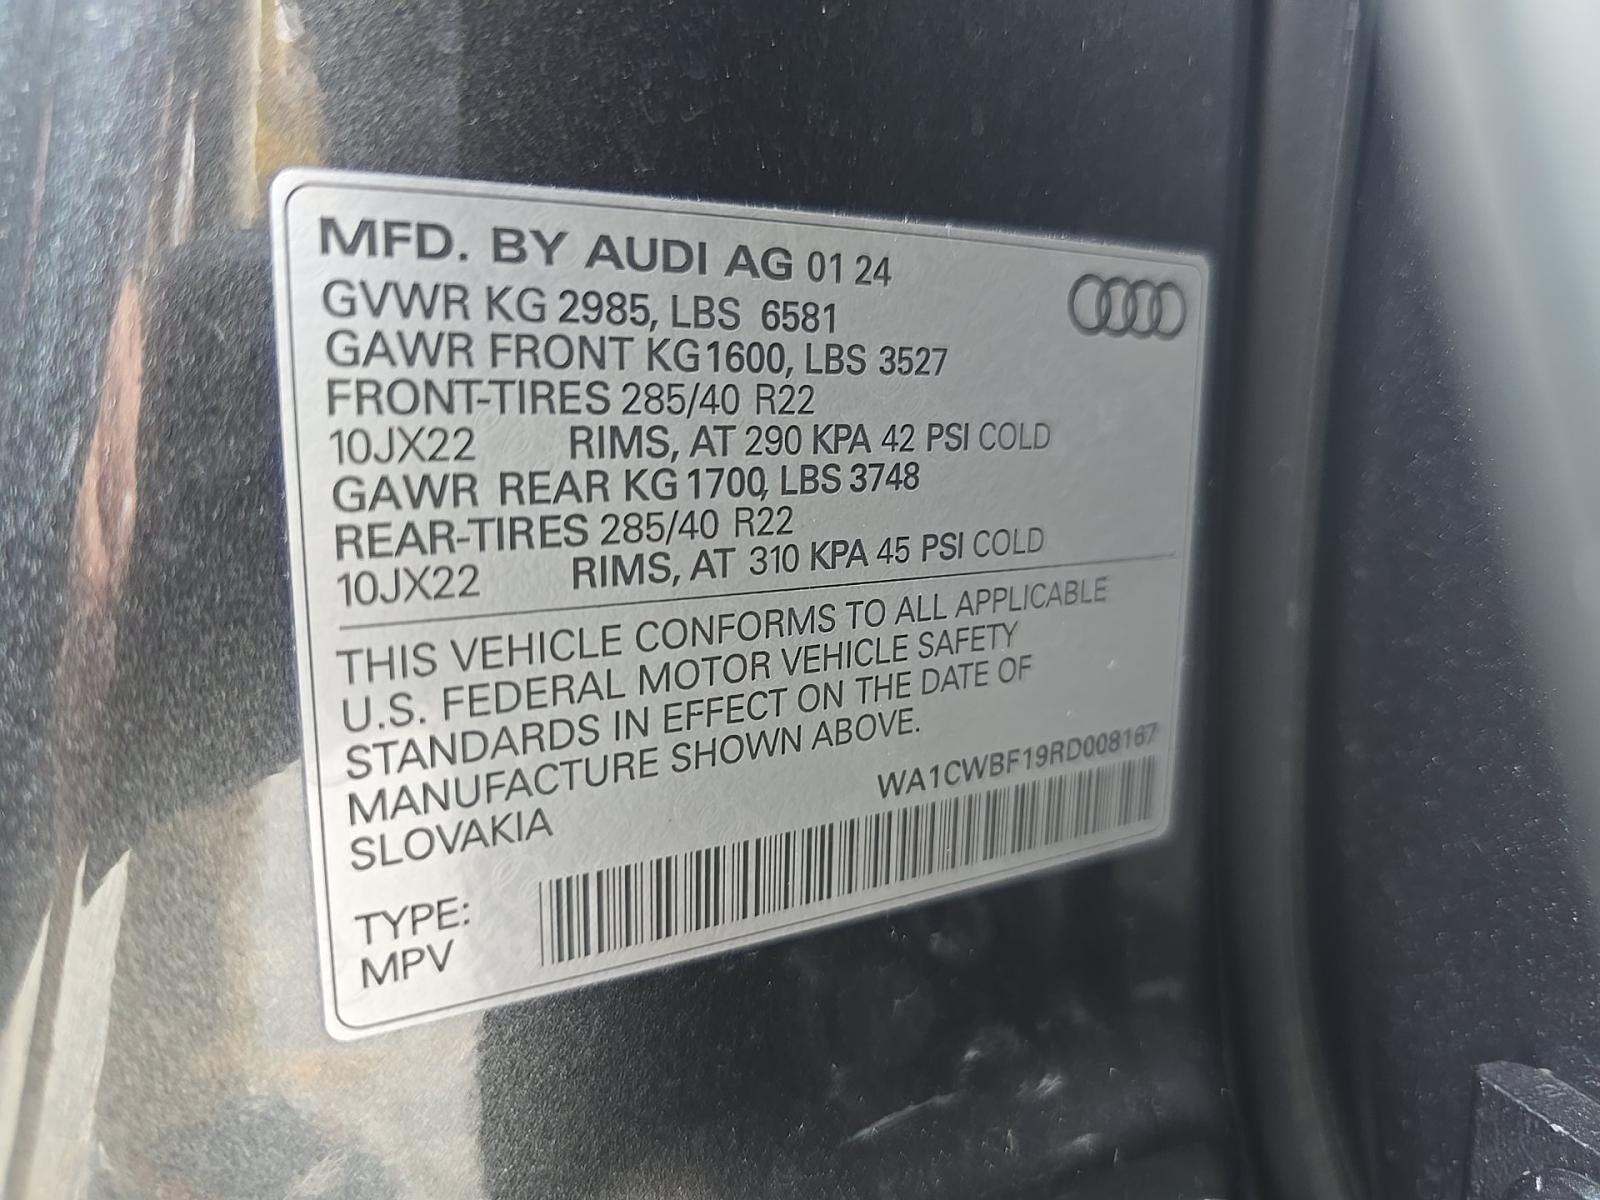 MFD. BY AUDI AG 01 24
GVWR KG 2985, LBS 6581
GAWR FRONT KG 1600, LBS 3527
FRONT-TIRES 285/40 R22
10JX22 RIMS, AT 290 KPA 42 PSI COLD
GAWR REAR KG 1700, LBS 3748
REAR-TIRES 285/40 R22
10JX22 RIMS, AT 310 KPA 45 PSI COLD
THIS VEHICLE CONFORMS TO ALL APPLICABLE
U.S. FEDERAL MOTOR VEHICLE SAFETY
STANDARDS IN EFFECT ON THE DATE OF
MANUFACTURE SHOWN ABOVE.
SLOVAKIA
WA1CWBF19RD008167
TYPE:
MPV